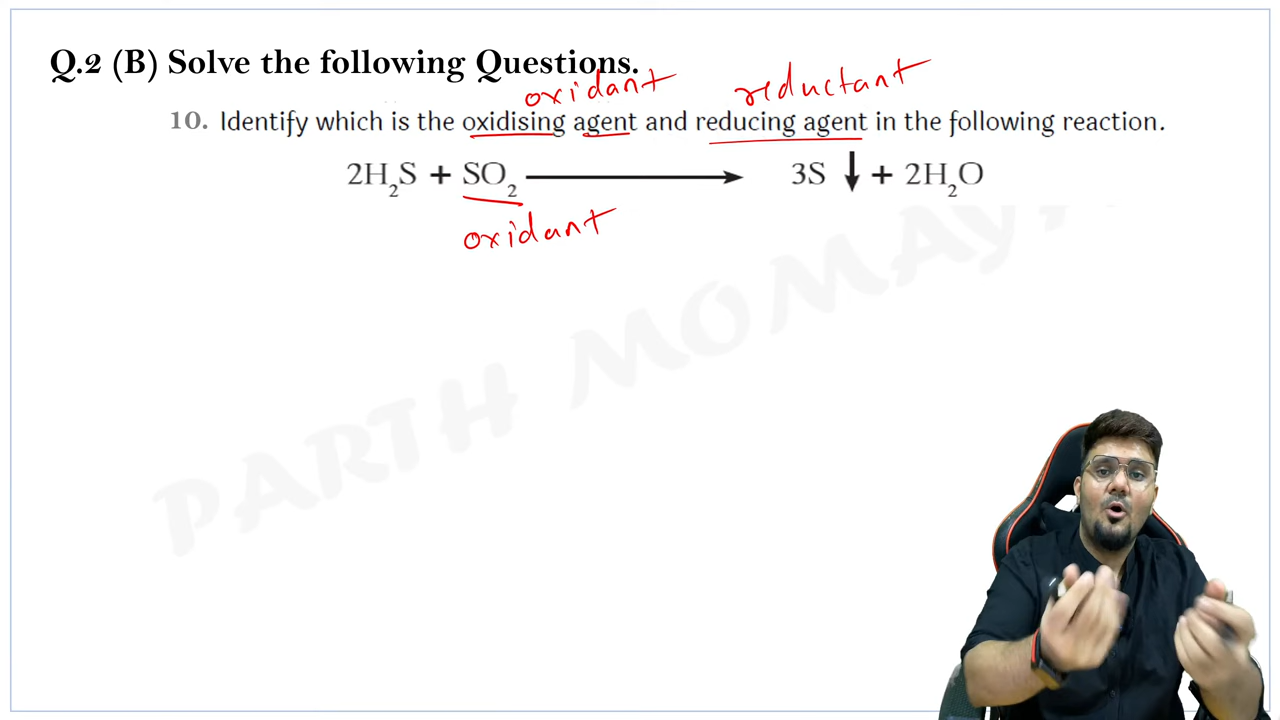 Q.2 (B) Solve the following Questions.
oxidant reductant
10. Identify which is the oxidising agent and reducing agent in the following reaction.
2H₂S + SO₂ ⟶ 3S ↓ + 2H₂O
oxidant
PARTH MOMAYA